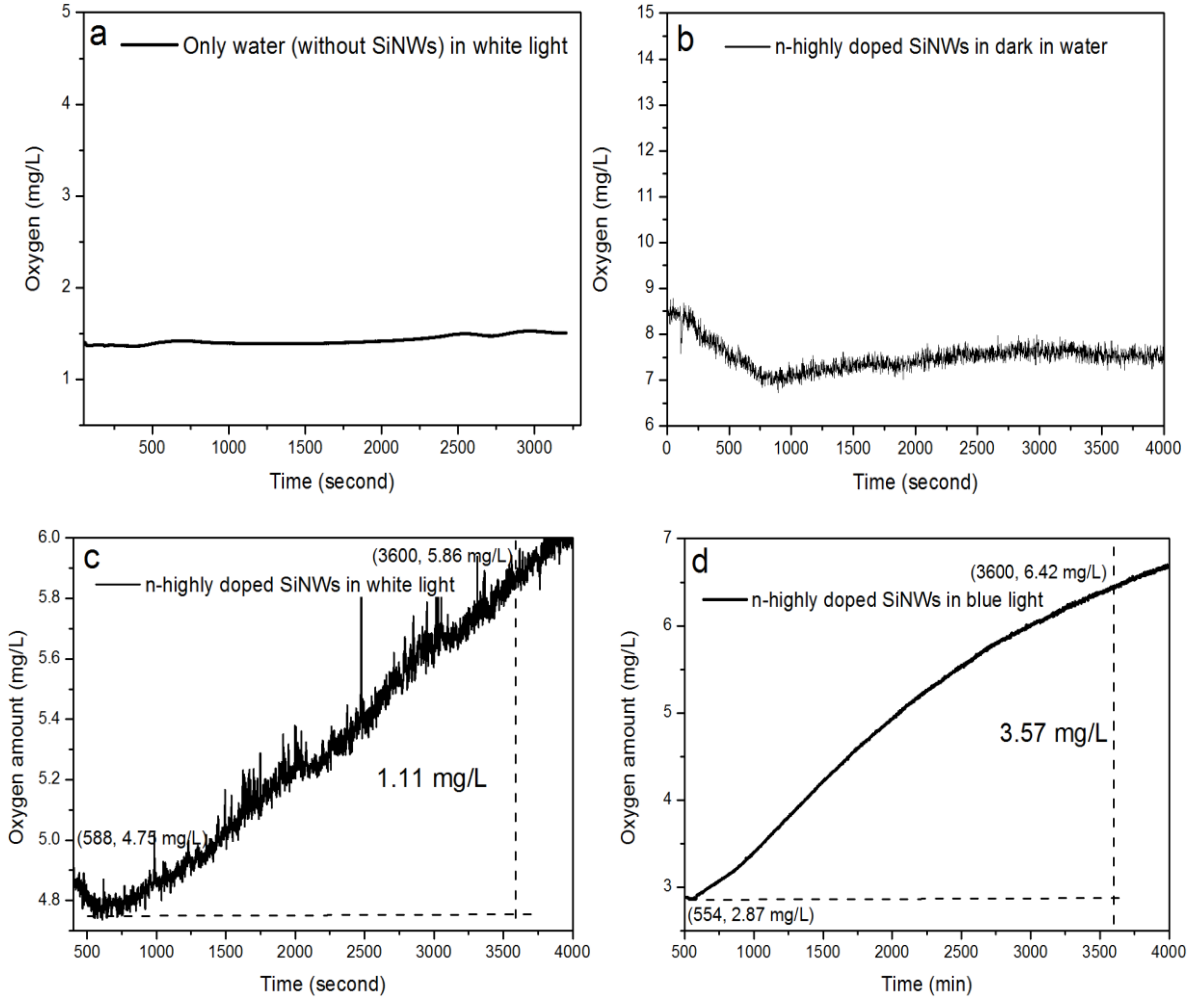 a
Only water (without SiNWs) in white light
Oxygen (mg/L)
5
4
3
2
1
500 1000 1500 2000 2500 3000
Time (second)
b
n-highly doped SiNWs in dark in water
Oxygen (mg/L)
15
14
13
12
11
10
9
8
7
6
0 500 1000 1500 2000 2500 3000 3500 4000
Time (second)
c
(3600, 5.86 mg/L)
n-highly doped SiNWs in white light
Oxygen amount (mg/L)
6.0
5.8
5.6
5.4
5.2
5.0
4.8
1.11 mg/L
(588, 4.75 mg/L)
500 1000 1500 2000 2500 3000 3500 4000
Time (second)
d
(3600, 6.42 mg/L)
n-highly doped SiNWs in blue light
Oxygen amount (mg/L)
7
6
5
4
3
3.57 mg/L
(554, 2.87 mg/L)
500 1000 1500 2000 2500 3000 3500 4000
Time (min)